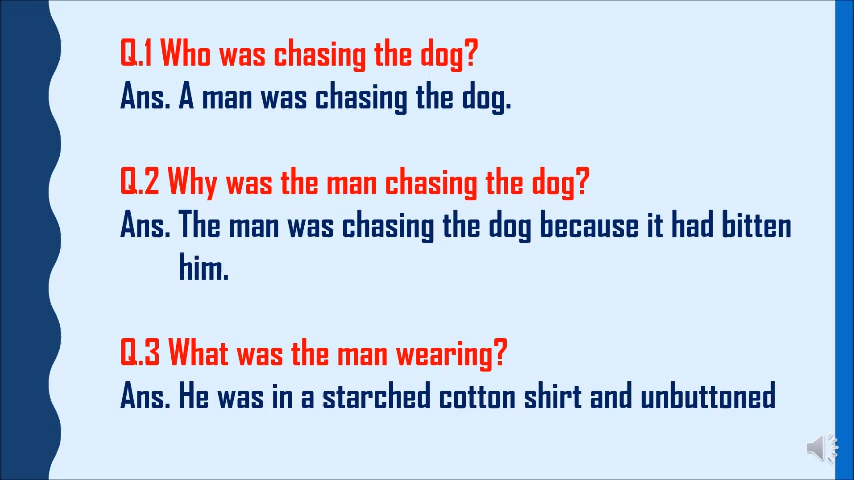 Q.1 Who was chasing the dog?
Ans. A man was chasing the dog.
Q.2 Why was the man chasing the dog?
Ans. The man was chasing the dog because it had bitten
him.
Q.3 What was the man wearing?
Ans. He was in a starched cotton shirt and unbuttoned